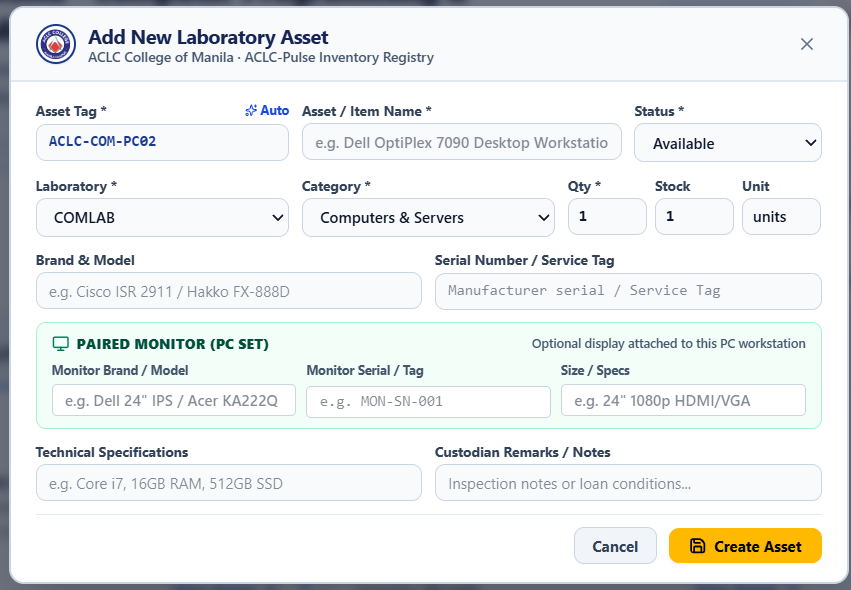 Add New Laboratory Asset
ACLC College of Manila · ACLC-Pulse Inventory Registry
Asset Tag *
Auto
Asset / Item Name *
Status *
ACLC-COM-PC02
e.g. Dell OptiPlex 7090 Desktop Workstatio
Available
Laboratory *
Category *
Qty *
Stock
Unit
COMLAB
Computers & Servers
1
1
units
Brand & Model
Serial Number / Service Tag
e.g. Cisco ISR 2911 / Hakko FX-888D
Manufacturer serial / Service Tag
PAIRED MONITOR (PC SET)
Optional display attached to this PC workstation
Monitor Brand / Model
Monitor Serial / Tag
Size / Specs
e.g. Dell 24" IPS / Acer KA222Q
e.g. MON-SN-001
e.g. 24" 1080p HDMI/VGA
Technical Specifications
Custodian Remarks / Notes
e.g. Core i7, 16GB RAM, 512GB SSD
Inspection notes or loan conditions...
Cancel
Create Asset